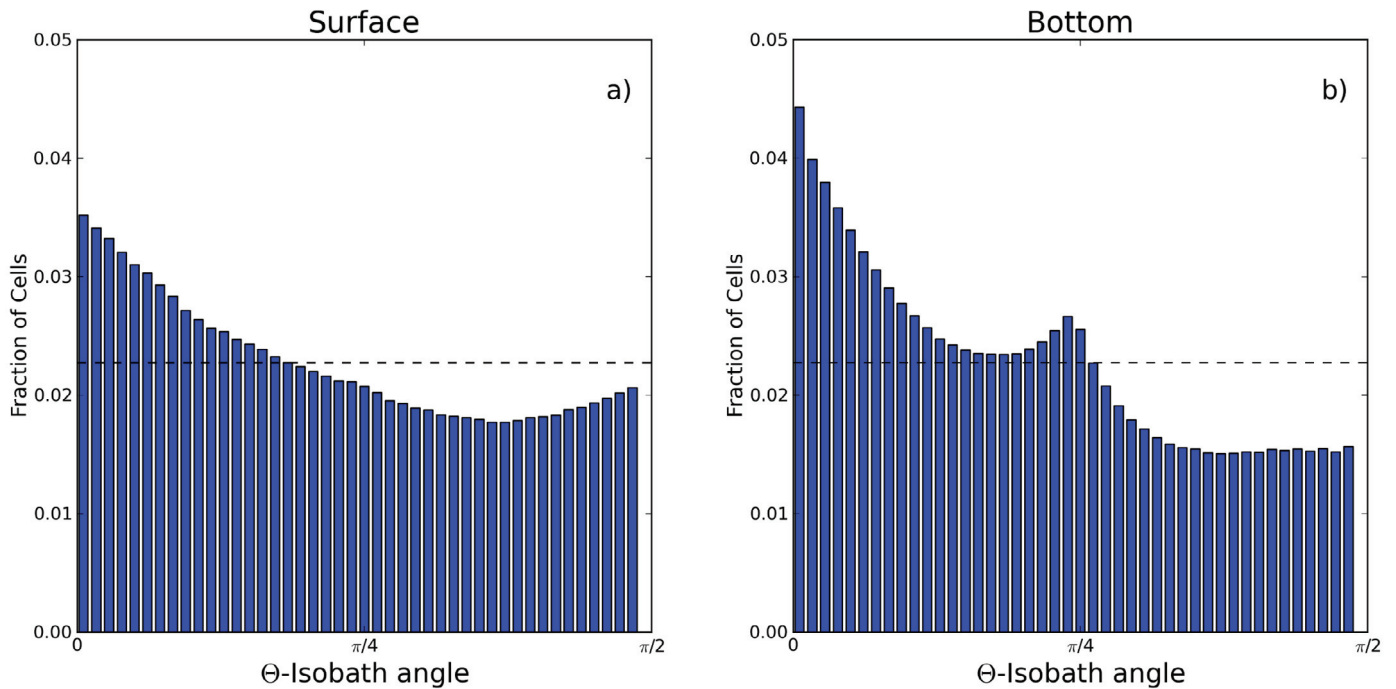 Surface
a)
0.05
0.04
0.03
0.02
0.01
0.00
Fraction of Cells
0
π/4
π/2
Θ-Isobath angle
Bottom
b)
0.05
0.04
0.03
0.02
0.01
0.00
Fraction of Cells
0
π/4
π/2
Θ-Isobath angle